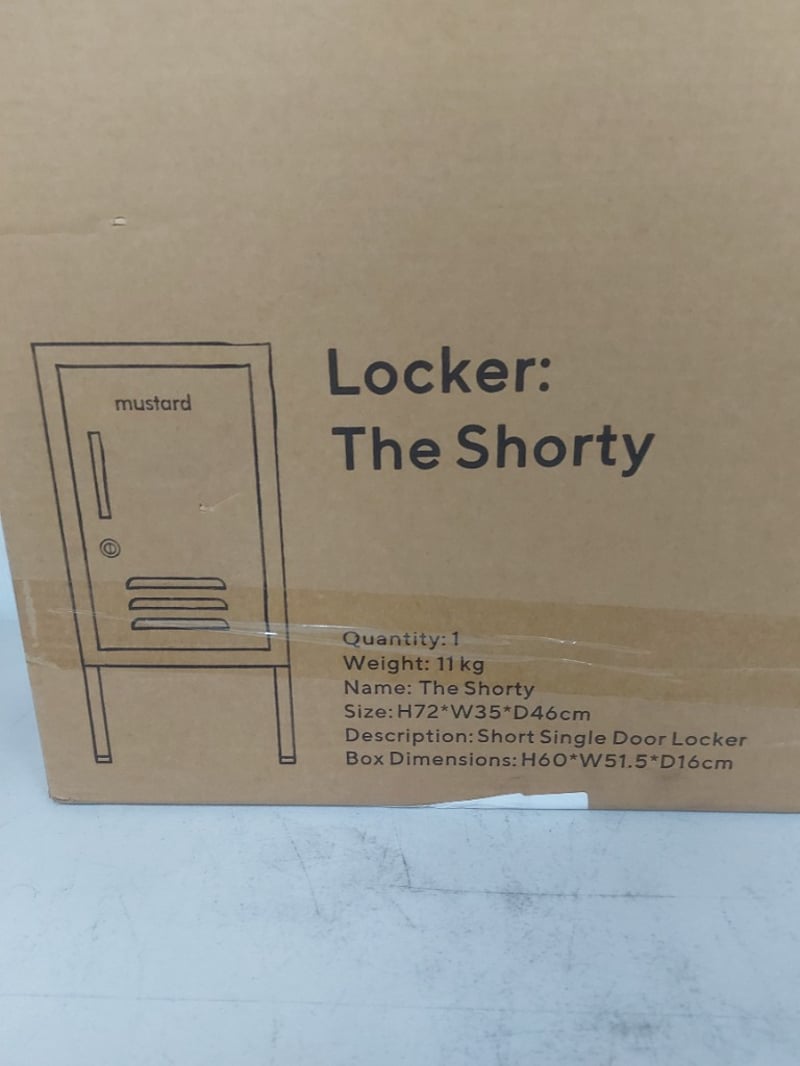 mustard
Locker:
The Shorty
Quantity: 1
Weight: 11 kg
Name: The Shorty
Size: H72*W35*D46cm
Description: Short Single Door Locker
Box Dimensions: H60*W51.5*D16cm